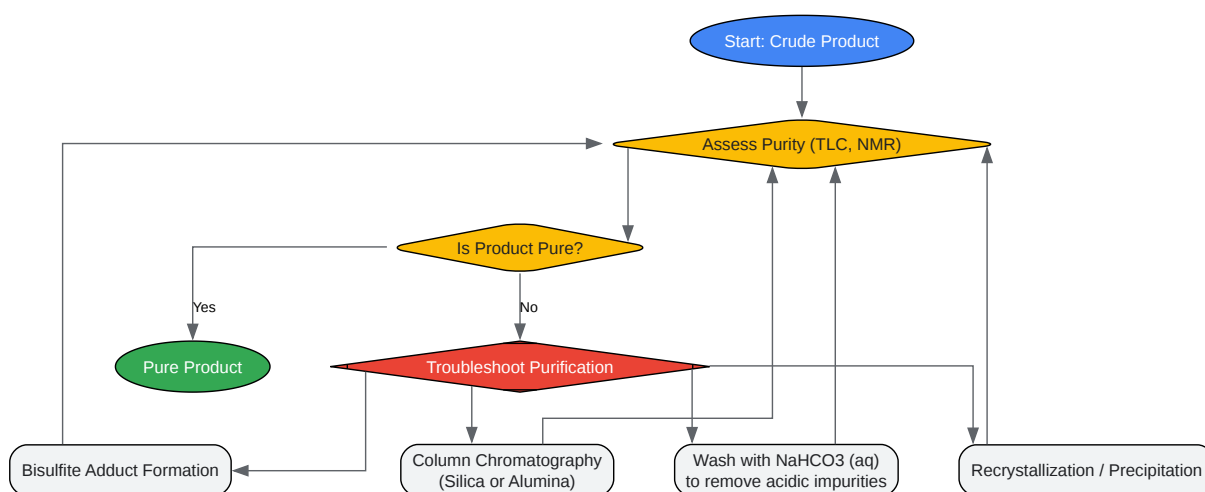 Start: Crude Product
Assess Purity (TLC, NMR)
Is Product Pure?
Yes
No
Pure Product
Troubleshoot Purification
Bisulfite Adduct Formation
Column Chromatography
(Silica or Alumina)
Wash with NaHCO3 (aq)
to remove acidic impurities
Recrystallization / Precipitation